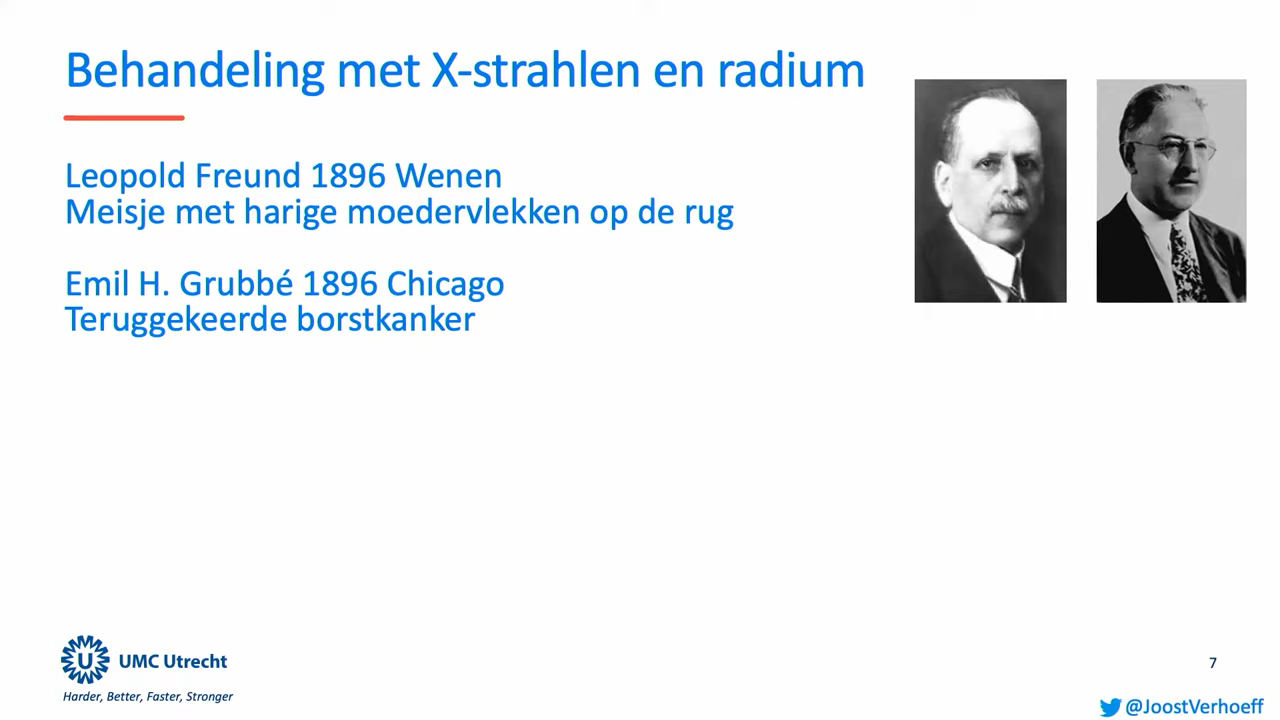 Behandeling met X-strahlen en radium
Leopold Freund 1896 Wenen
Meisje met harige moedervlekken op de rug
Emil H. Grubbé 1896 Chicago
Teruggekeerde borstkanker
U UMC Utrecht
Harder, Better, Faster, Stronger
7
@JoostVerhoeff